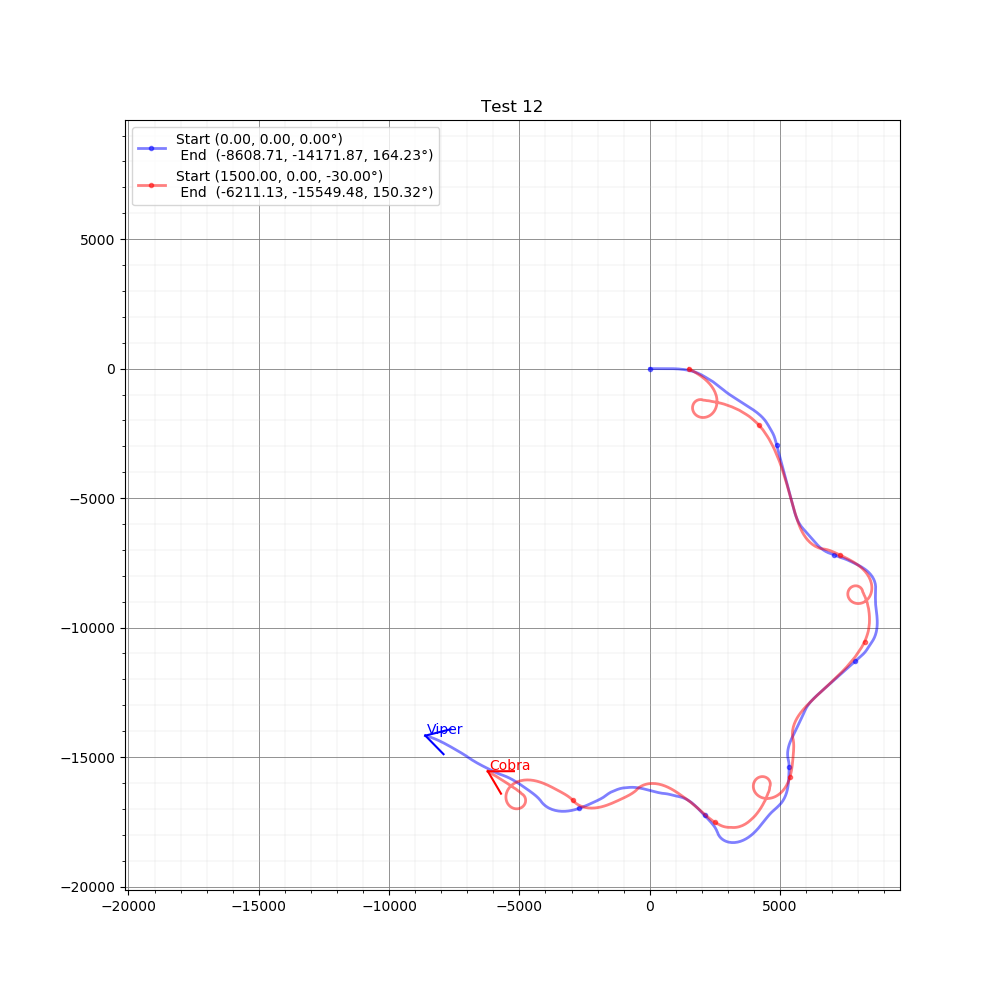 Test 12
Start (0.00, 0.00, 0.00°)
End (-8608.71, -14171.87, 164.23°)
Start (1500.00, 0.00, -30.00°)
End (-6211.13, -15549.48, 150.32°)
5000
0
−5000
−10000
−15000
−20000
Viper
Cobra
−20000 −15000 −10000 −5000 0 5000